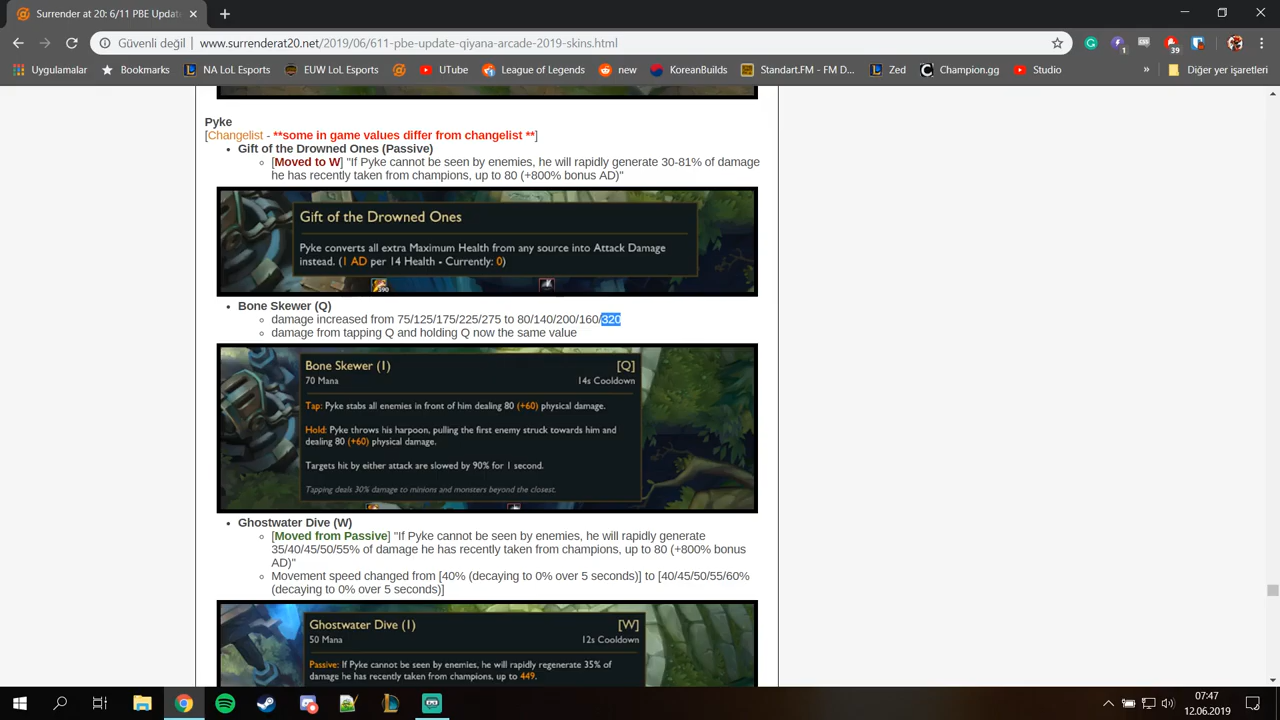 Surrender at 20: 6/11 PBE Update
Güvenli değil
www.surrenderat20.net/2019/06/611-pbe-update-qiyana-arcade-2019-skins.html
1
39
Uygulamalar
Bookmarks
NA LoL Esports
EUW LoL Esports
UTube
League of Legends
new
KoreanBuilds
Standart.FM - FM D...
Zed
Champion.gg
Studio
»
Diğer yer işaretleri
Pyke
[Changelist - **some in game values differ from changelist **]
• Gift of the Drowned Ones (Passive)
[Moved to W] "If Pyke cannot be seen by enemies, he will rapidly generate 30-81% of damage
he has recently taken from champions, up to 80 (+800% bonus AD)"
Gift of the Drowned Ones
Pyke converts all extra Maximum Health from any source into Attack Damage
instead. (1 AD per 14 Health - Currently: 0)
390
• Bone Skewer (Q)
damage increased from 75/125/175/225/275 to 80/140/200/160/320
damage from tapping Q and holding Q now the same value
Bone Skewer (1) [Q]
70 Mana 14s Cooldown
Tap: Pyke stabs all enemies in front of him dealing 80 (+60) physical damage.
Hold: Pyke throws his harpoon, pulling the first enemy struck towards him and
dealing 80 (+60) physical damage.
Targets hit by either attack are slowed by 90% for 1 second.
Tapping deals 30% damage to minions and monsters beyond the closest.
• Ghostwater Dive (W)
[Moved from Passive] "If Pyke cannot be seen by enemies, he will rapidly generate
35/40/45/50/55% of damage he has recently taken from champions, up to 80 (+800% bonus
AD)"
Movement speed changed from [40% (decaying to 0% over 5 seconds)] to [40/45/50/55/60%
(decaying to 0% over 5 seconds)]
Ghostwater Dive (1) [W]
50 Mana 12s Cooldown
Passive: If Pyke cannot be seen by enemies, he will rapidly regenerate 35% of
damage he has recently taken from champions, up to 449.
07:47
12.06.2019